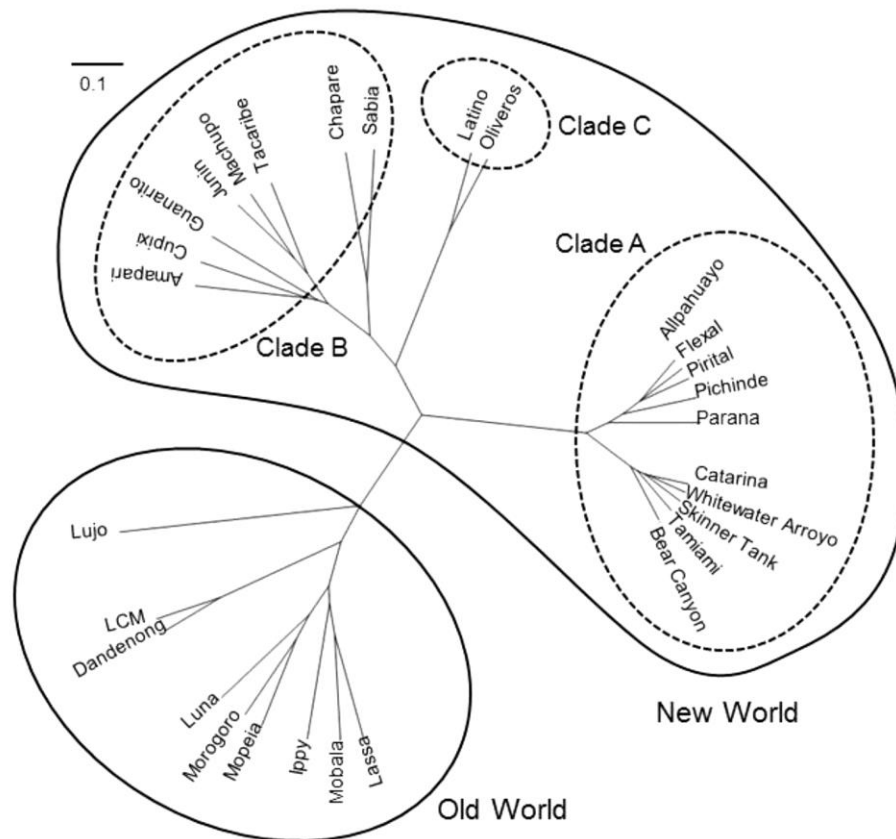 0.1
Chapare
Sabia
Tacaribe
Machupo
Junin
Guanarito
Cupixi
Amapari
Clade B
Latino
Oliveros
Clade C
Clade A
Allpahuayo
Flexal
Pirital
Pichinde
Parana
Catarina
Whitewater Arroyo
Skinner Tank
Tamiami
Bear Canyon
New World
Lujo
LCM
Dandenong
Luna
Morogoro
Mopeia
Ippy
Mobala
Lassa
Old World